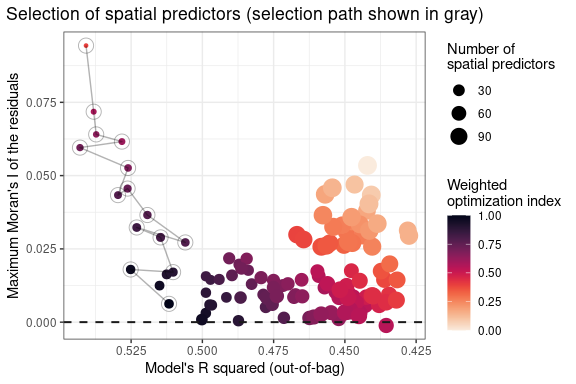 Selection of spatial predictors (selection path shown in gray)
Maximum Moran's I of the residuals
0.075
0.050
0.025
0.000
0.525
0.500
0.475
0.450
0.425
Model's R squared (out-of-bag)
Number of
spatial predictors
30
60
90
Weighted
optimization index
1.00
0.75
0.50
0.25
0.00